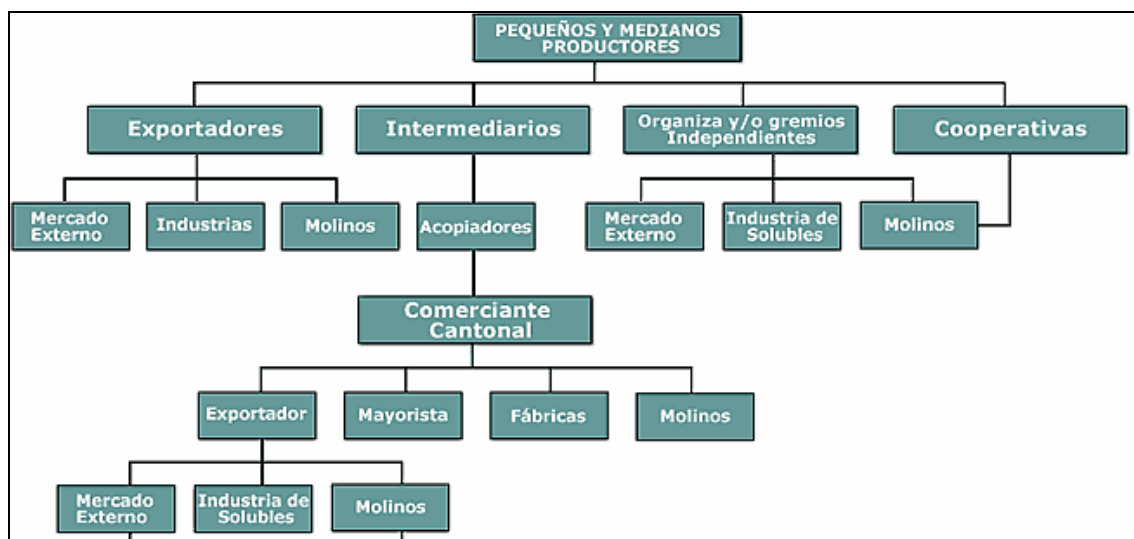 PEQUEÑOS Y MEDIANOS
PRODUCTORES
Exportadores
Intermediarios
Organiza y/o gremios
Independientes
Cooperativas
Mercado
Externo
Industrias
Molinos
Acopiadores
Mercado
Externo
Industria de
Solubles
Molinos
Comerciante
Cantonal
Exportador
Mayorista
Fábricas
Molinos
Mercado
Externo
Industria de
Solubles
Molinos